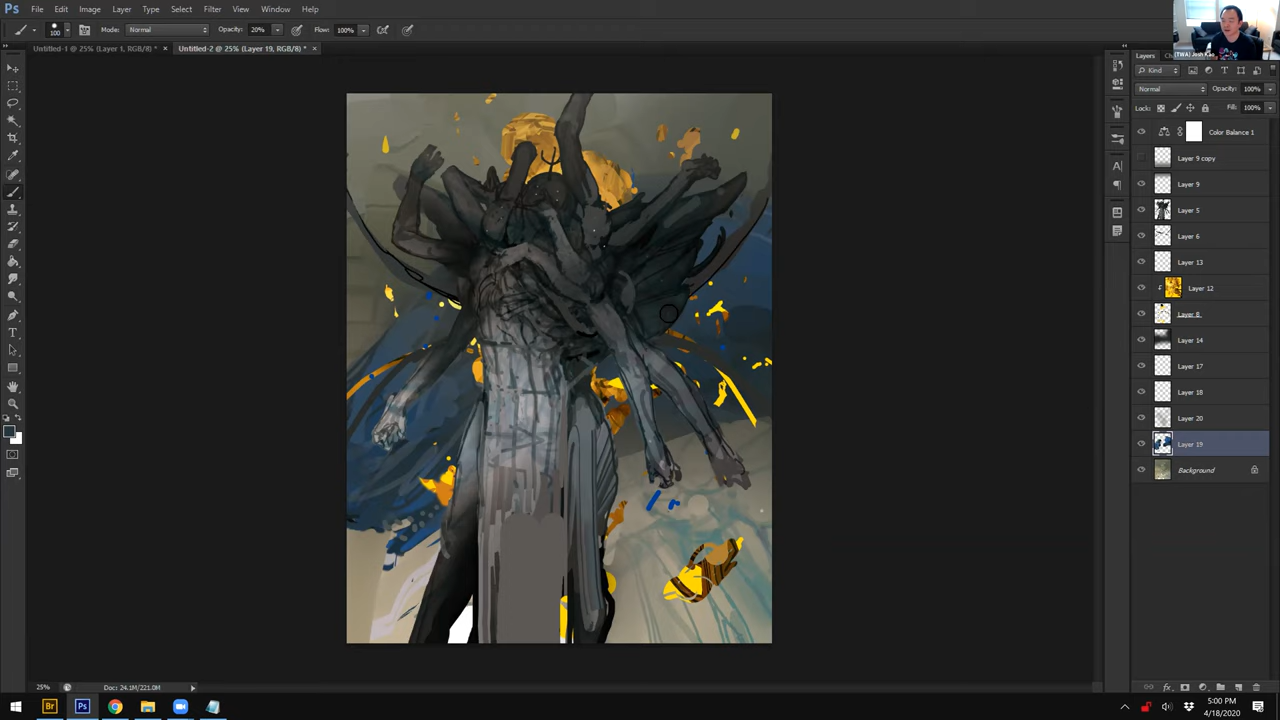 Ps File Edit Image Layer Type Select Filter View Window Help
100 Mode: Normal Opacity: 20% Flow: 100%
Untitled-1 @ 25% (Layer 1, RGB/8) * × Untitled-2 @ 25% (Layer 19, RGB/8) * ×
Layers
Kind
Normal Opacity: 100%
Lock: Fill: 100%
Color Balance 1
Layer 9 copy
Layer 9
Layer 5
Layer 6
Layer 13
Layer 12
Layer 8
Layer 14
Layer 17
Layer 18
Layer 20
Layer 19
Background
25% Doc: 24.1M/221.0M
Br Ps
5:00 PM
4/18/2020